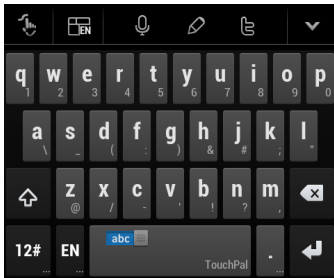 EN
q w e r t y u i o p
1 2 3 4 5 6 7 8 9 0
a s d f g h j k l
\ _ ( : ) & # ; "
z x c v b n m
@ / - ' ! ? ,
12# EN abc .
... ... TouchPal ... ...